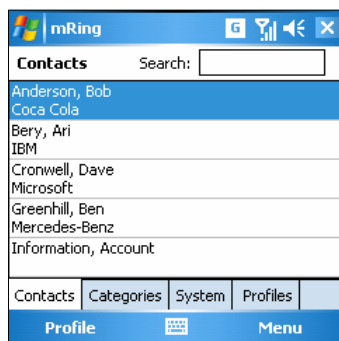 mRing G
Contacts Search:
Anderson, Bob
Coca Cola
Bery, Ari
IBM
Cronwell, Dave
Microsoft
Greenhill, Ben
Mercedes-Benz
Information, Account
Contacts Categories System Profiles
Profile Menu